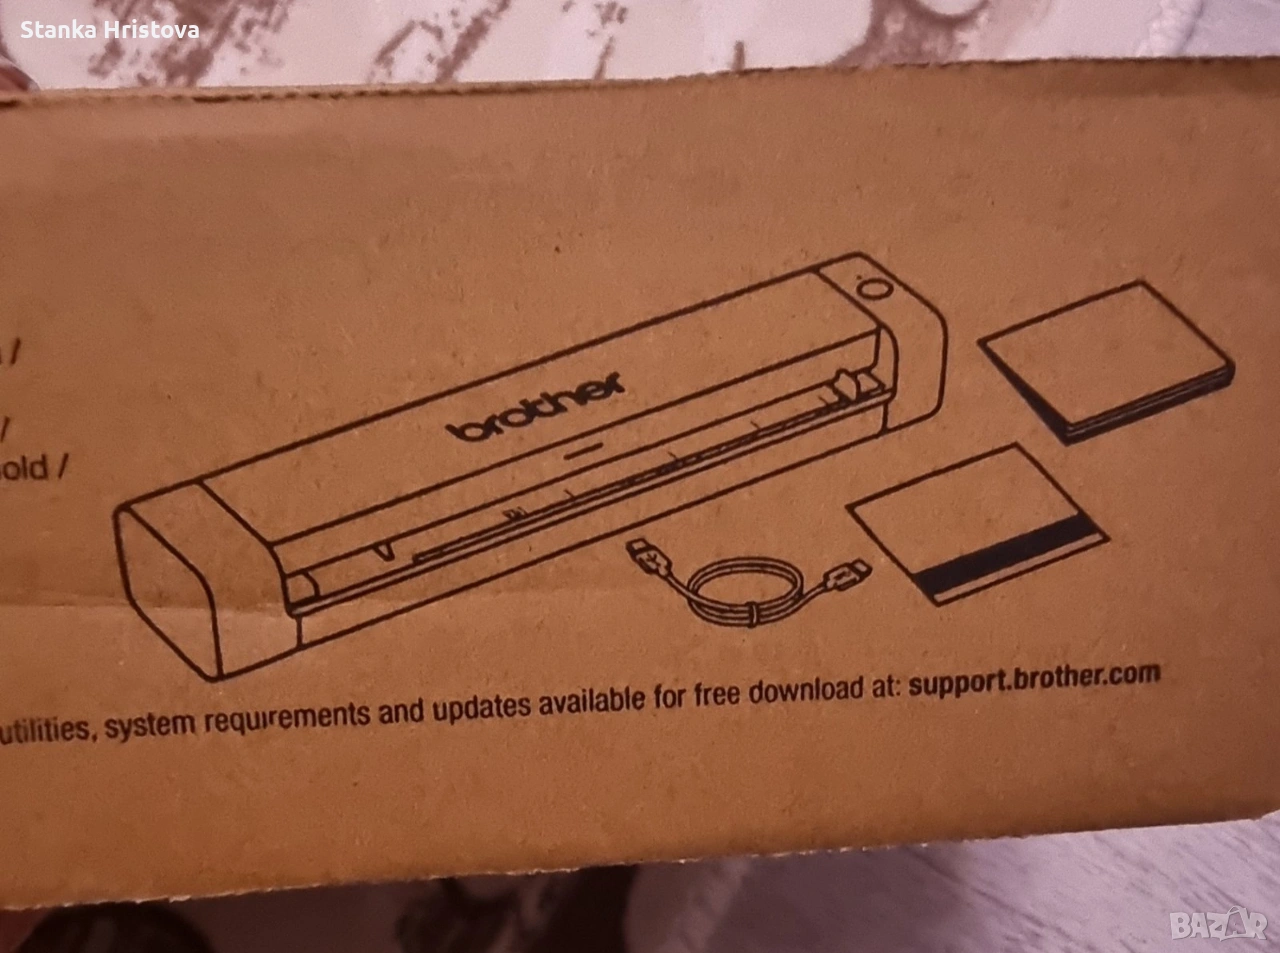 Stanka Hristova
/
/
old /
brother
utilities, system requirements and updates available for free download at: support.brother.com
BAZAR